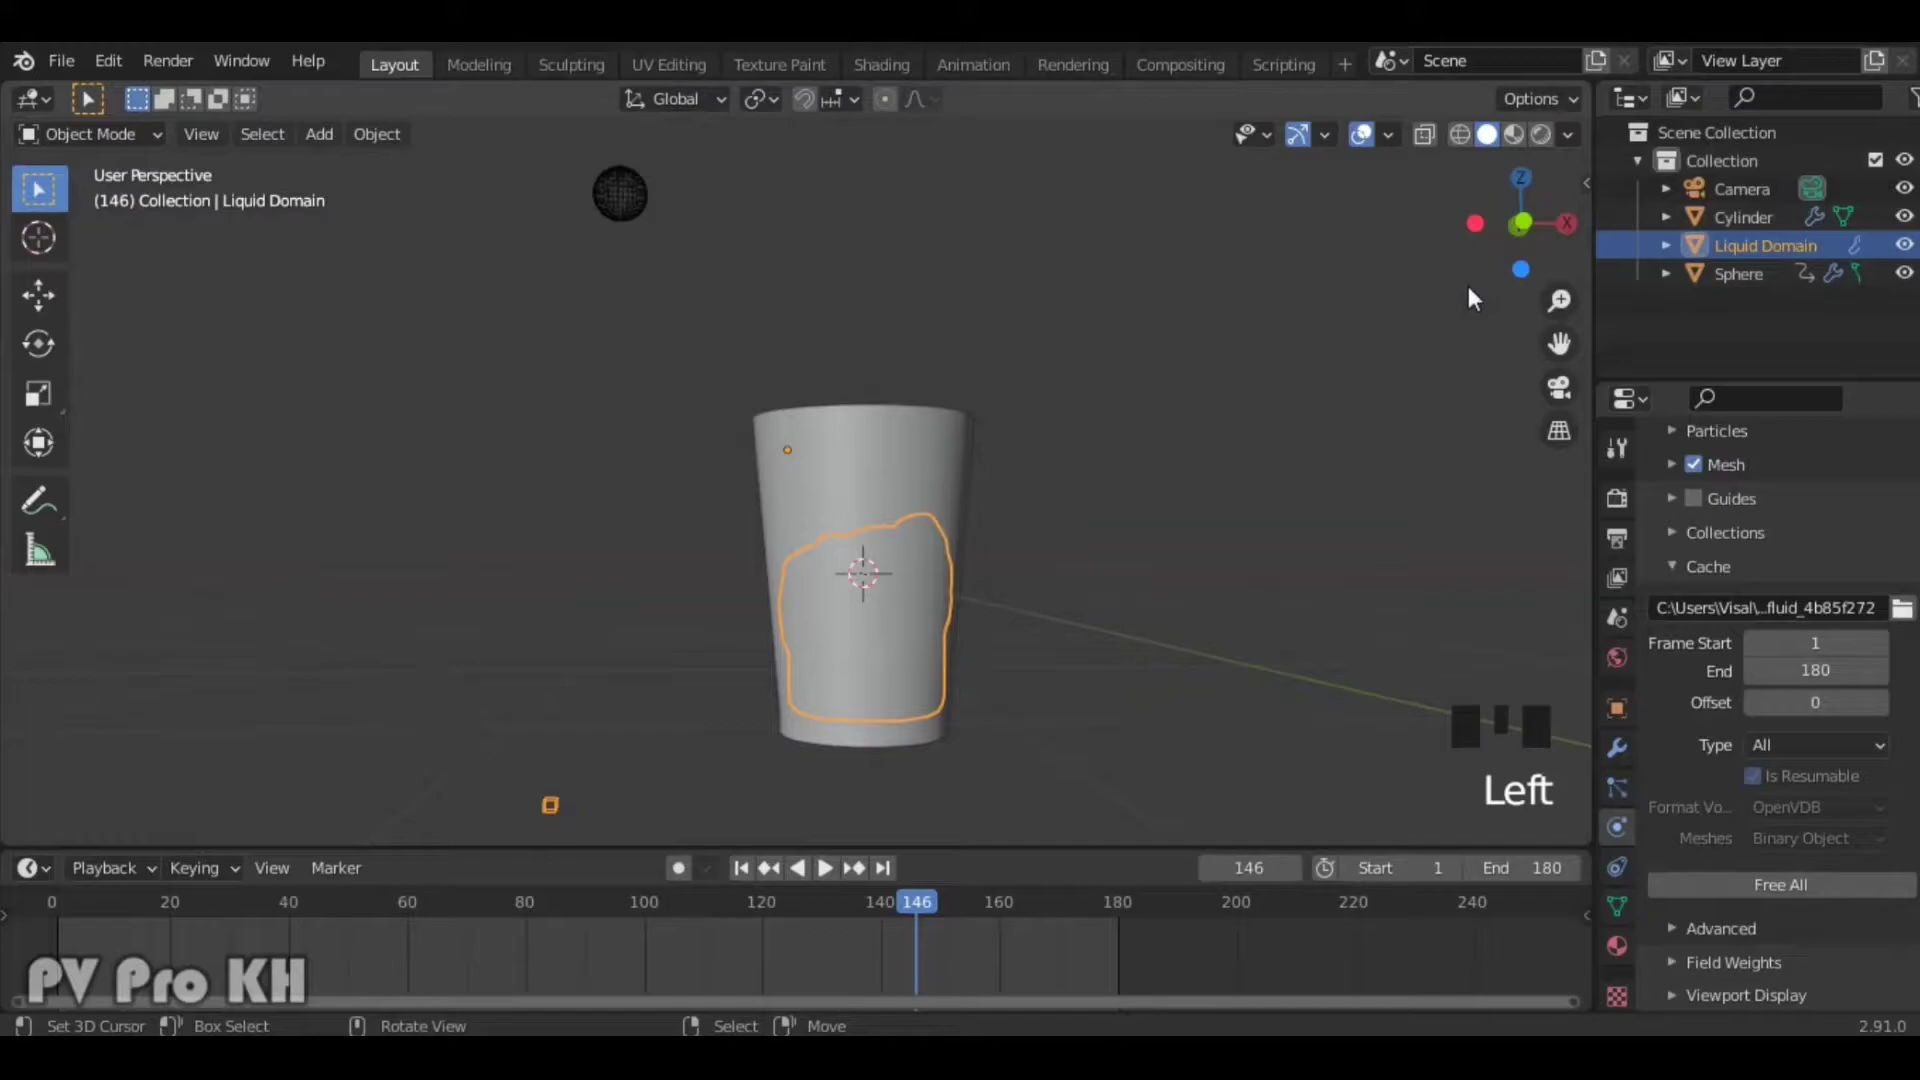 File Edit Render Window Help Layout Modeling Sculpting UV Editing Texture Paint Shading Animation Rendering Compositing Scripting + Scene View Layer
Global Options
Object Mode View Select Add Object
User Perspective
(146) Collection | Liquid Domain
Z
X
Scene Collection
Collection
Camera
Cylinder
Liquid Domain
Sphere
Particles
Mesh
Guides
Collections
Cache
C:\Users\Visal\...fluid_4b85f272
Frame Start 1
End 180
Offset 0
Type All
Is Resumable
Format Vo... OpenVDB
Meshes Binary Object
Free All
Advanced
Field Weights
Viewport Display
Left
Playback Keying View Marker 146 Start 1 End 180
0 20 40 60 80 100 120 140 146 160 180 200 220 240
PV Pro KH
Set 3D Cursor Box Select Rotate View Select Move 2.91.0